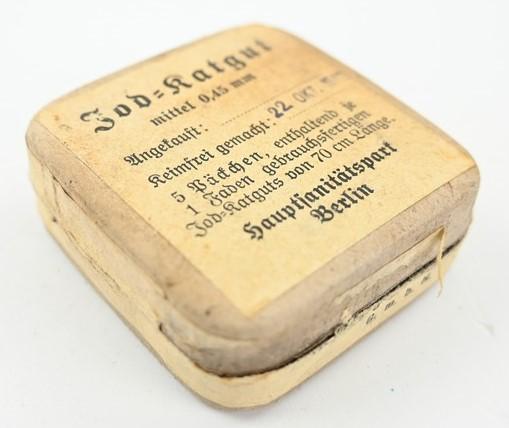 Jod=Katgut
mittel 0,45 mm
Angekauft:
Keimfrei gemacht: 22. OKT.
5 Päckchen, enthaltend je
1 Faden gebrauchsfertigen
Jod-Katguts von 70 cm Länge.
Hauptsanitätspark
Berlin
G. m. b. H.